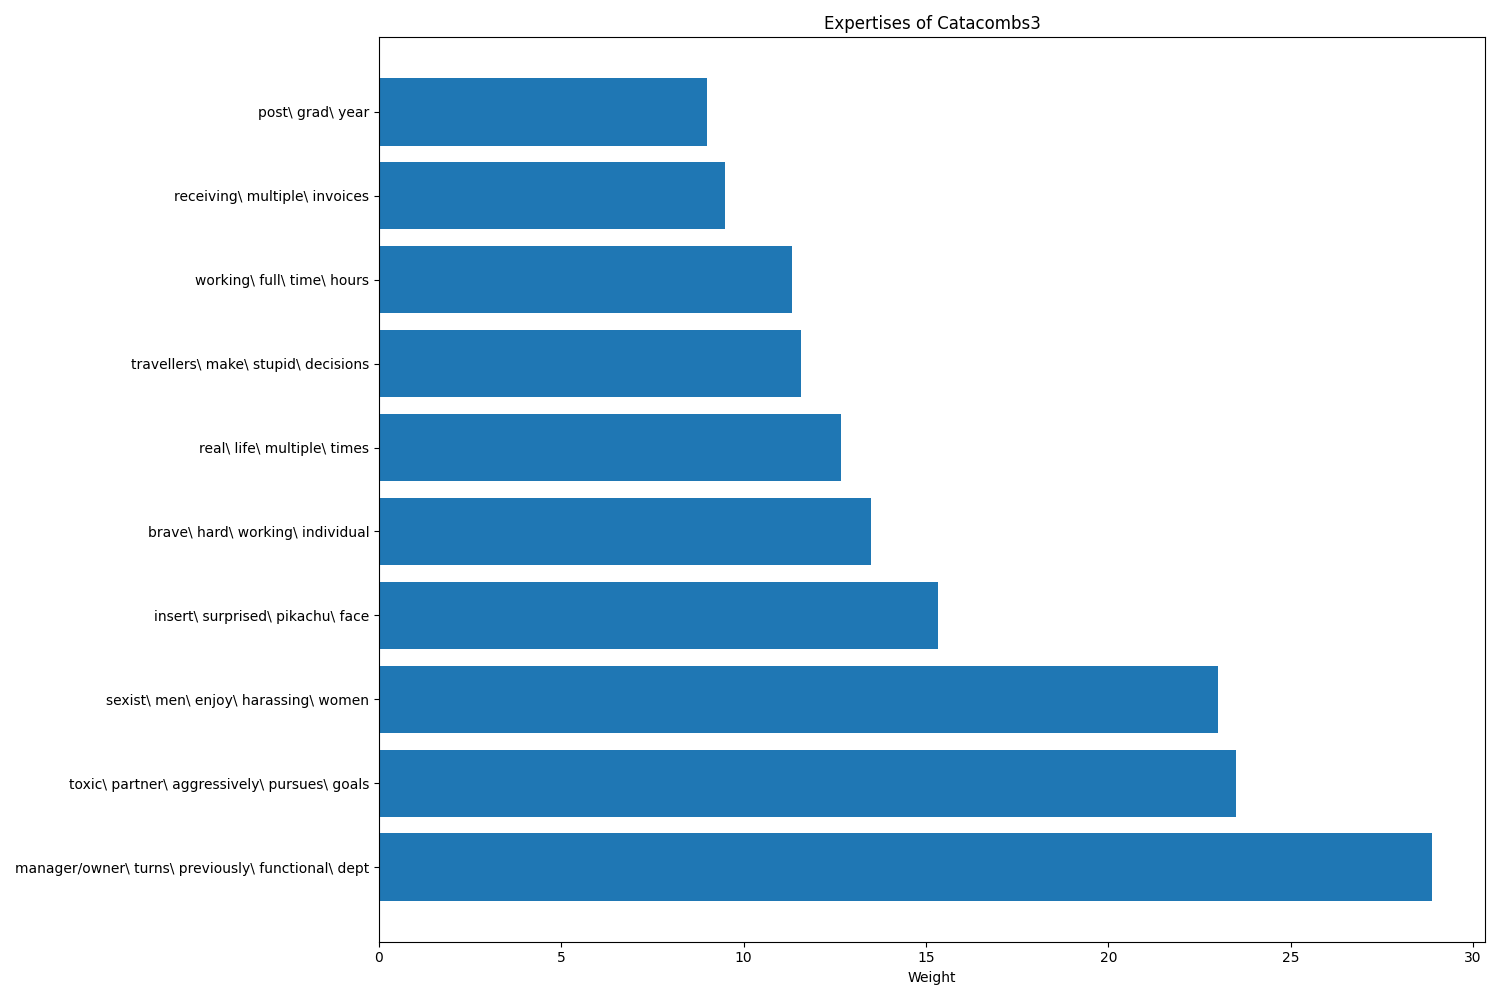 Expertises of Catacombs3
post\ grad\ year
receiving\ multiple\ invoices
working\ full\ time\ hours
travellers\ make\ stupid\ decisions
real\ life\ multiple\ times
brave\ hard\ working\ individual
insert\ surprised\ pikachu\ face
sexist\ men\ enjoy\ harassing\ women
toxic\ partner\ aggressively\ pursues\ goals
manager/owner\ turns\ previously\ functional\ dept
0 5 10 15 20 25 30
Weight